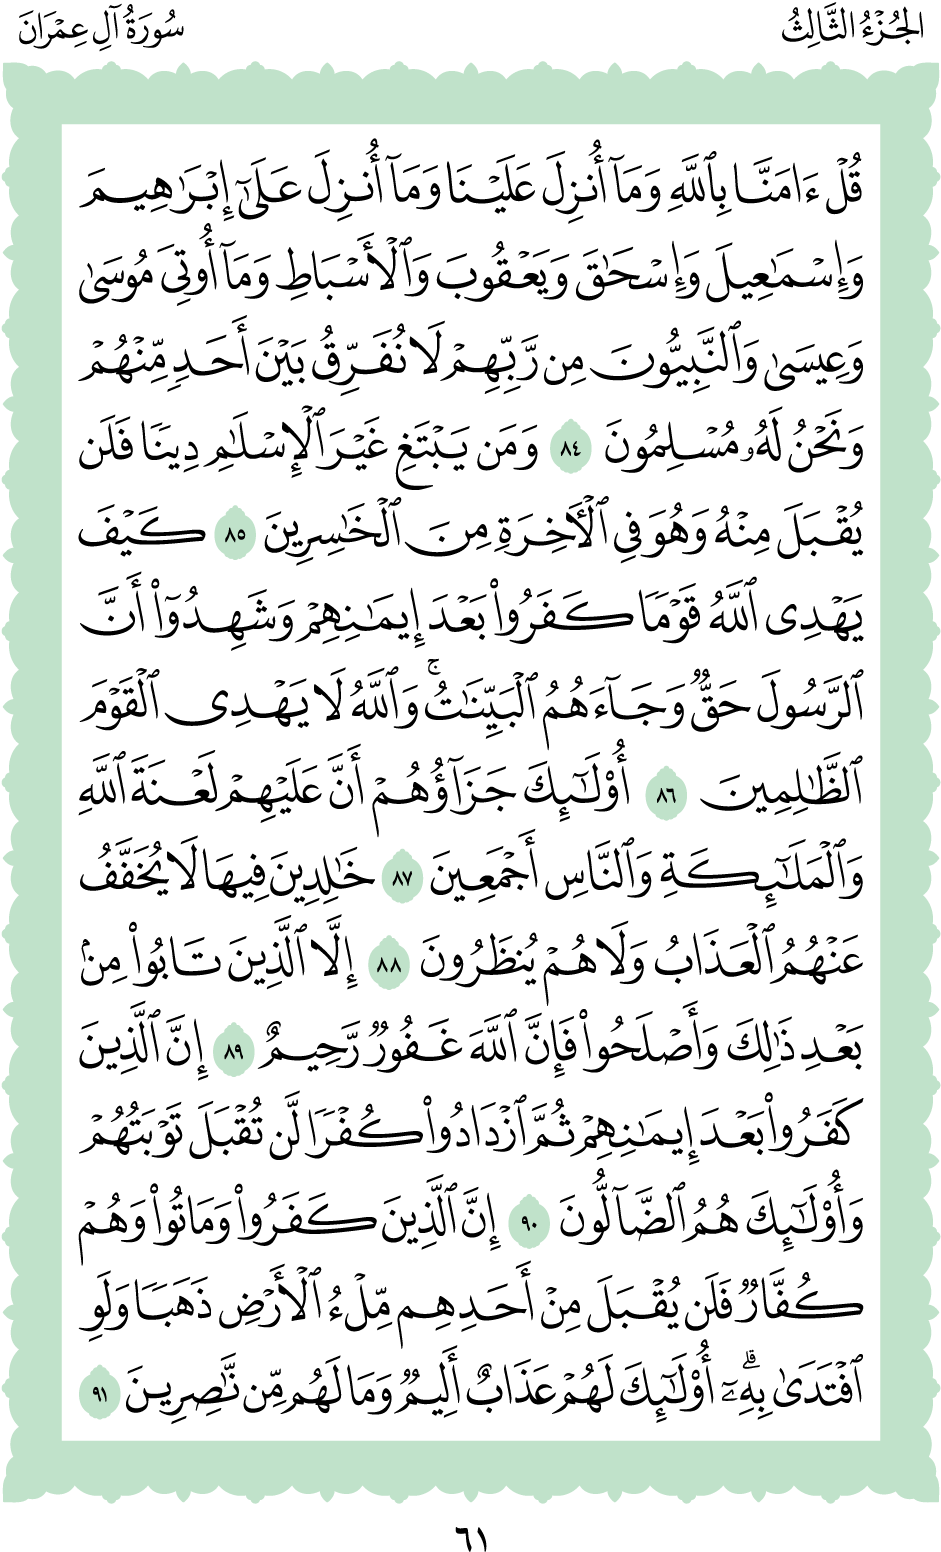 الجُزْءُ الثَّالِثُ
سُورَةُ آلِ عِمْرَانَ
قُلۡ ءَامَنَّا بِٱللَّهِ وَمَآ أُنزِلَ عَلَيۡنَا وَمَآ أُنزِلَ عَلَىٰٓ إِبۡرَٰهِيمَ
وَإِسۡمَٰعِيلَ وَإِسۡحَٰقَ وَيَعۡقُوبَ وَٱلۡأَسۡبَاطِ وَمَآ أُوتِيَ مُوسَىٰ
وَعِيسَىٰ وَٱلنَّبِيُّونَ مِن رَّبِّهِمۡ لَا نُفَرِّقُ بَيۡنَ أَحَدٖ مِّنۡهُمۡ
وَنَحۡنُ لَهُۥ مُسۡلِمُونَ ٨٤ وَمَن يَبۡتَغِ غَيۡرَ ٱلۡإِسۡلَٰمِ دِينٗا فَلَن
يُقۡبَلَ مِنۡهُ وَهُوَ فِي ٱلۡأٓخِرَةِ مِنَ ٱلۡخَٰسِرِينَ ٨٥ كَيۡفَ
يَهۡدِي ٱللَّهُ قَوۡمٗا كَفَرُواْ بَعۡدَ إِيمَٰنِهِمۡ وَشَهِدُوٓاْ أَنَّ
ٱلرَّسُولَ حَقّٞ وَجَآءَهُمُ ٱلۡبَيِّنَٰتُۚ وَٱللَّهُ لَا يَهۡدِي ٱلۡقَوۡمَ
ٱلظَّٰلِمِينَ ٨٦ أُوْلَٰٓئِكَ جَزَآؤُهُمۡ أَنَّ عَلَيۡهِمۡ لَعۡنَةَ ٱللَّهِ
وَٱلۡمَلَٰٓئِكَةِ وَٱلنَّاسِ أَجۡمَعِينَ ٨٧ خَٰلِدِينَ فِيهَا لَا يُخَفَّفُ
عَنۡهُمُ ٱلۡعَذَابُ وَلَا هُمۡ يُنظَرُونَ ٨٨ إِلَّا ٱلَّذِينَ تَابُواْ مِنۢ
بَعۡدِ ذَٰلِكَ وَأَصۡلَحُواْ فَإِنَّ ٱللَّهَ غَفُورٞ رَّحِيمٌ ٨٩ إِنَّ ٱلَّذِينَ
كَفَرُواْ بَعۡدَ إِيمَٰنِهِمۡ ثُمَّ ٱزۡدَادُواْ كُفۡرٗا لَّن تُقۡبَلَ تَوۡبَتُهُمۡ
وَأُوْلَٰٓئِكَ هُمُ ٱلضَّآلُّونَ ٩٠ إِنَّ ٱلَّذِينَ كَفَرُواْ وَمَاتُواْ وَهُمۡ
كُفَّارٞ فَلَن يُقۡبَلَ مِنۡ أَحَدِهِم مِّلۡءُ ٱلۡأَرۡضِ ذَهَبٗا وَلَوِ
ٱفۡتَدَىٰ بِهِۦٓۗ أُوْلَٰٓئِكَ لَهُمۡ عَذَابٌ أَلِيمٞ وَمَا لَهُم مِّن نَّٰصِرِينَ ٩١
٦١